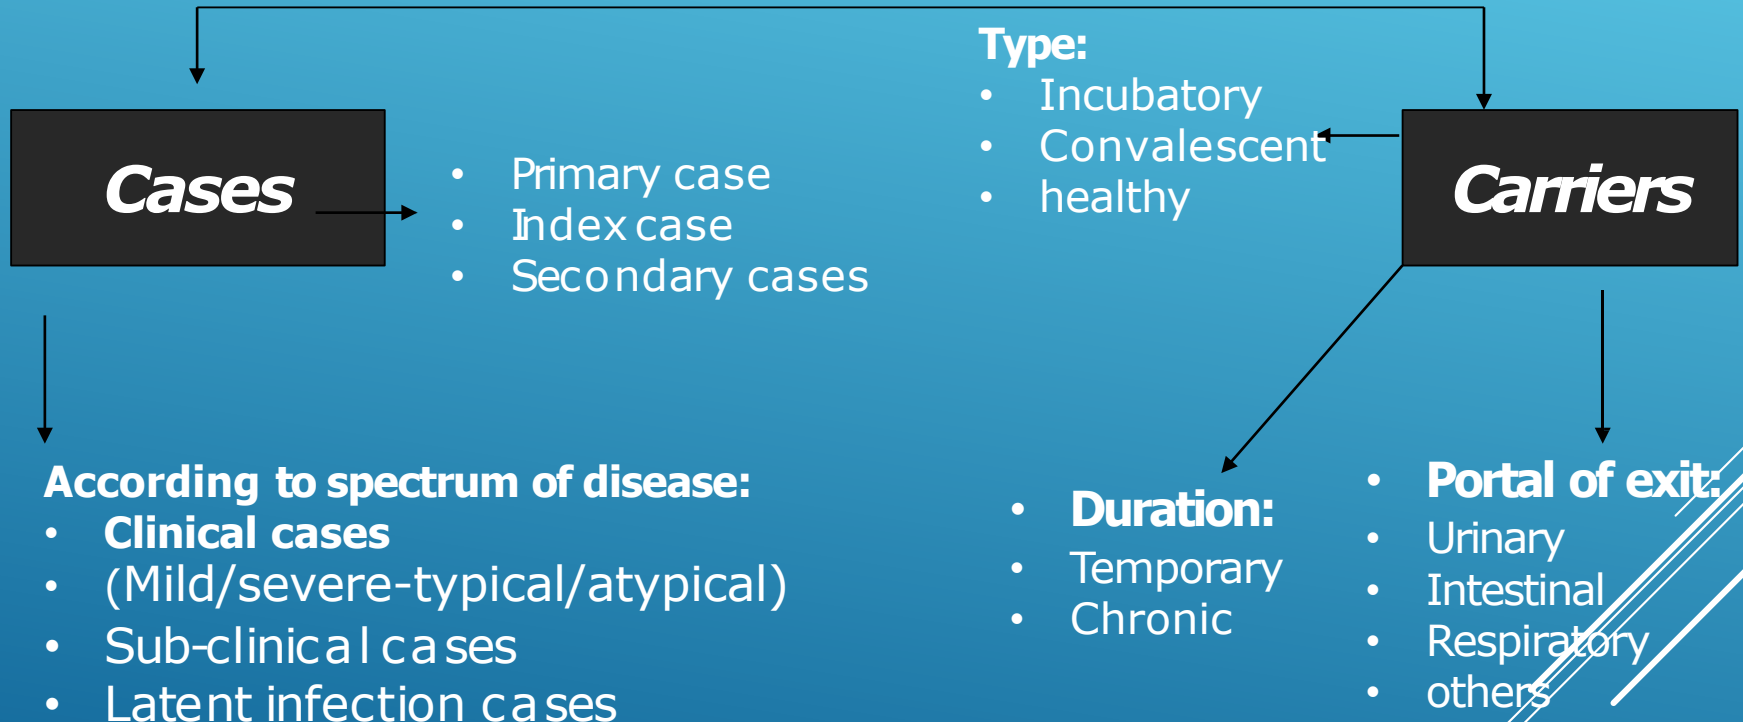 Cases
• Primary case
• Index case
• Secondary cases
According to spectrum of disease:
• Clinical cases
• (Mild/severe-typical/atypical)
• Sub-clinical cases
• Latent infection cases
Type:
• Incubatory
• Convalescent
• healthy
Carriers
• Duration:
• Temporary
• Chronic
• Portal of exit:
• Urinary
• Intestinal
• Respiratory
• others